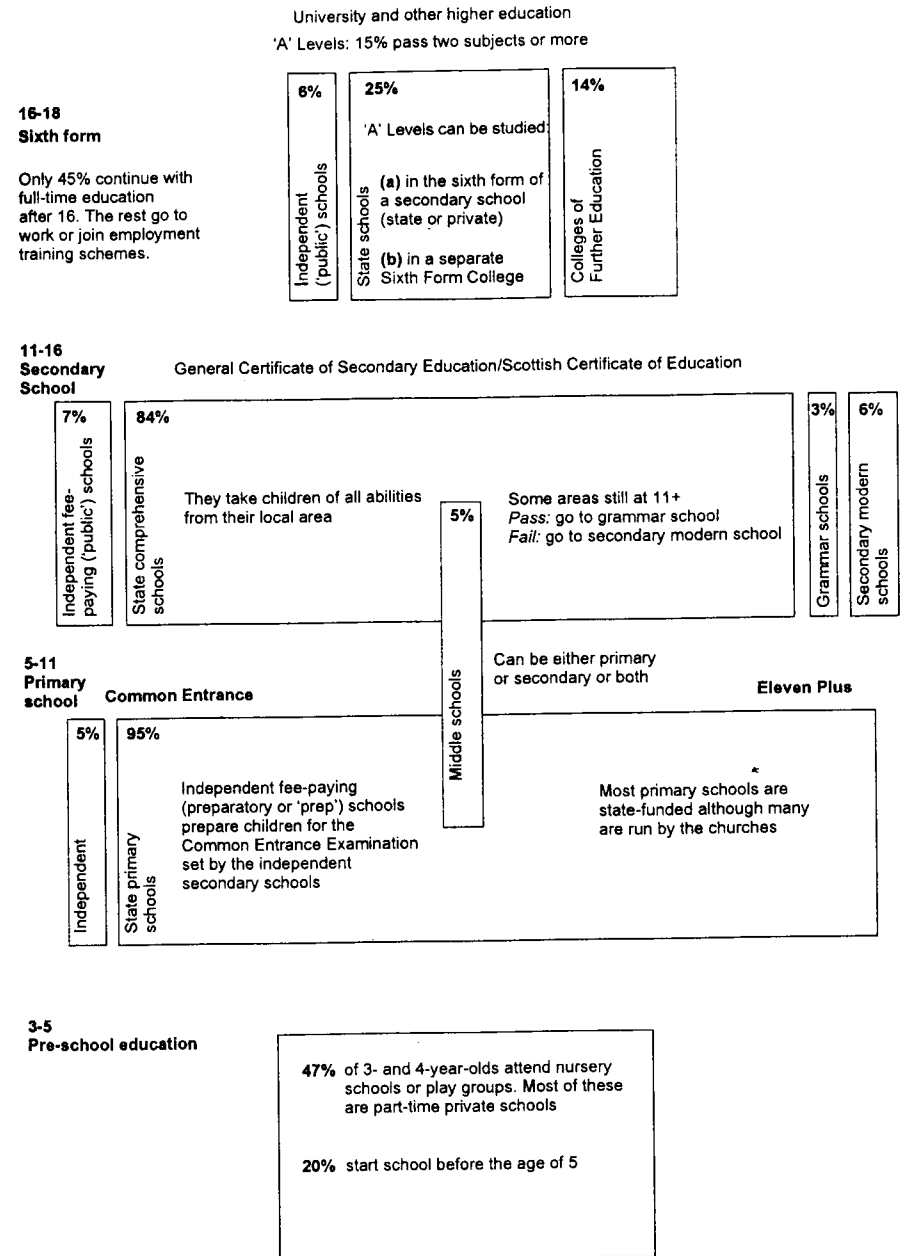 University and other higher education
'A' Levels: 15% pass two subjects or more
16-18
Sixth form
Only 45% continue with
full-time education
after 16. The rest go to
work or join employment
training schemes.
6%
Independent
('public') schools
25%
State schools
'A' Levels can be studied:
(a) in the sixth form of
a secondary school
(state or private)
(b) in a separate
Sixth Form College
14%
Colleges of
Further Education
11-16
Secondary
School
General Certificate of Secondary Education/Scottish Certificate of Education
7%
Independent fee-
paying ('public') schools
84%
State comprehensive
schools
They take children of all abilities
from their local area
5%
Middle schools
Some areas still at 11+
Pass: go to grammar school
Fail: go to secondary modern school
3%
Grammar schools
6%
Secondary modern
schools
Can be either primary
or secondary or both
5-11
Primary
school
Common Entrance
Eleven Plus
5%
Independent
95%
State primary
schools
Independent fee-paying
(preparatory or 'prep') schools
prepare children for the
Common Entrance Examination
set by the independent
secondary schools
Most primary schools are
state-funded although many
are run by the churches
3-5
Pre-school education
47% of 3- and 4-year-olds attend nursery
schools or play groups. Most of these
are part-time private schools
20% start school before the age of 5